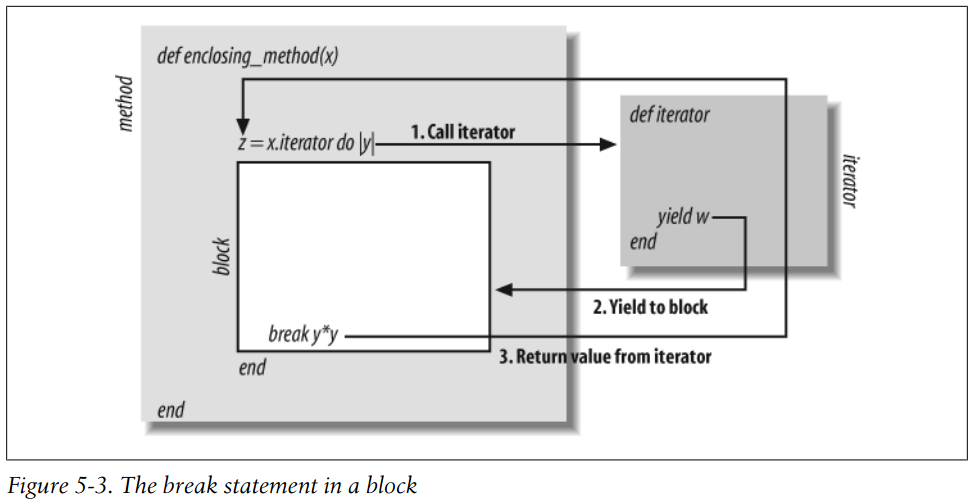 def enclosing_method(x)
method
z = x.iterator do |y|
1. Call iterator
def iterator
iterator
yield w
end
block
2. Yield to block
break y*y
3. Return value from iterator
end
end
Figure 5-3. The break statement in a block